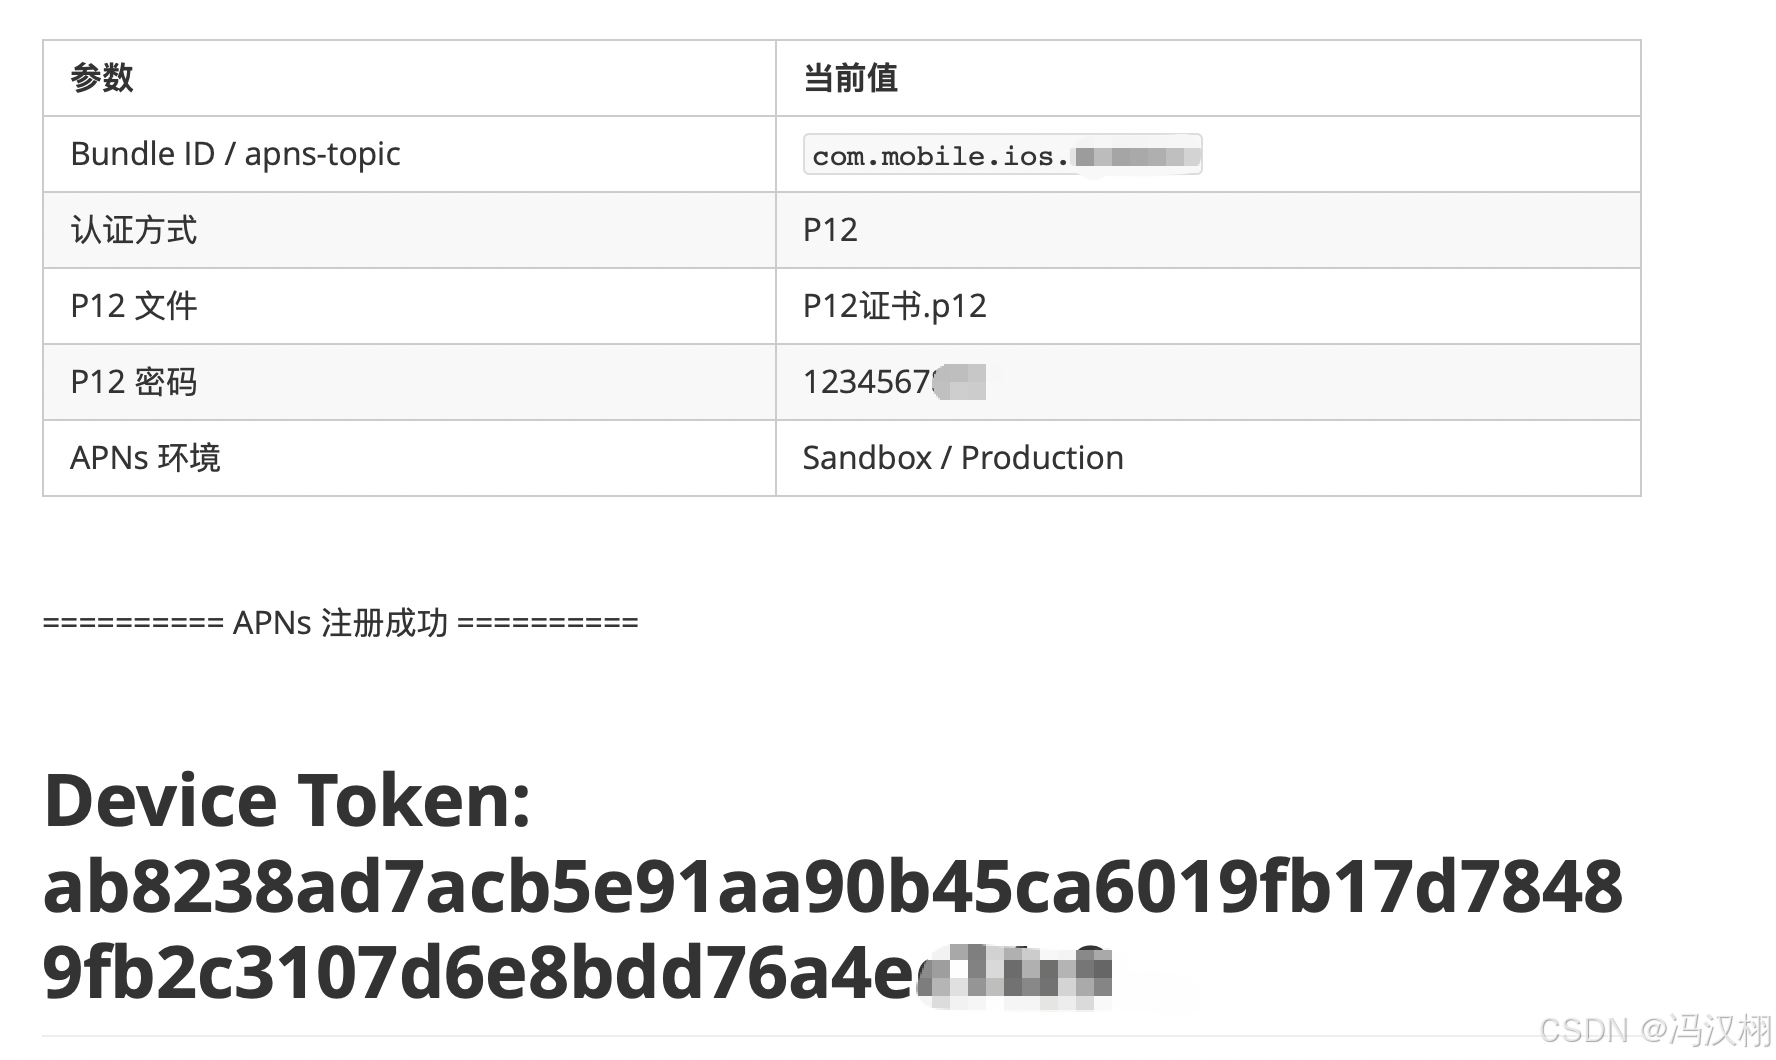 参数 当前值
Bundle ID / apns-topic com.mobile.ios.
认证方式 P12
P12 文件 P12证书.p12
P12 密码 1234567
APNs 环境 Sandbox / Production
========== APNs 注册成功 ==========
Device Token:
ab8238ad7acb5e91aa90b45ca6019fb17d7848
9fb2c3107d6e8bdd76a4e
CSDN @冯汉栩